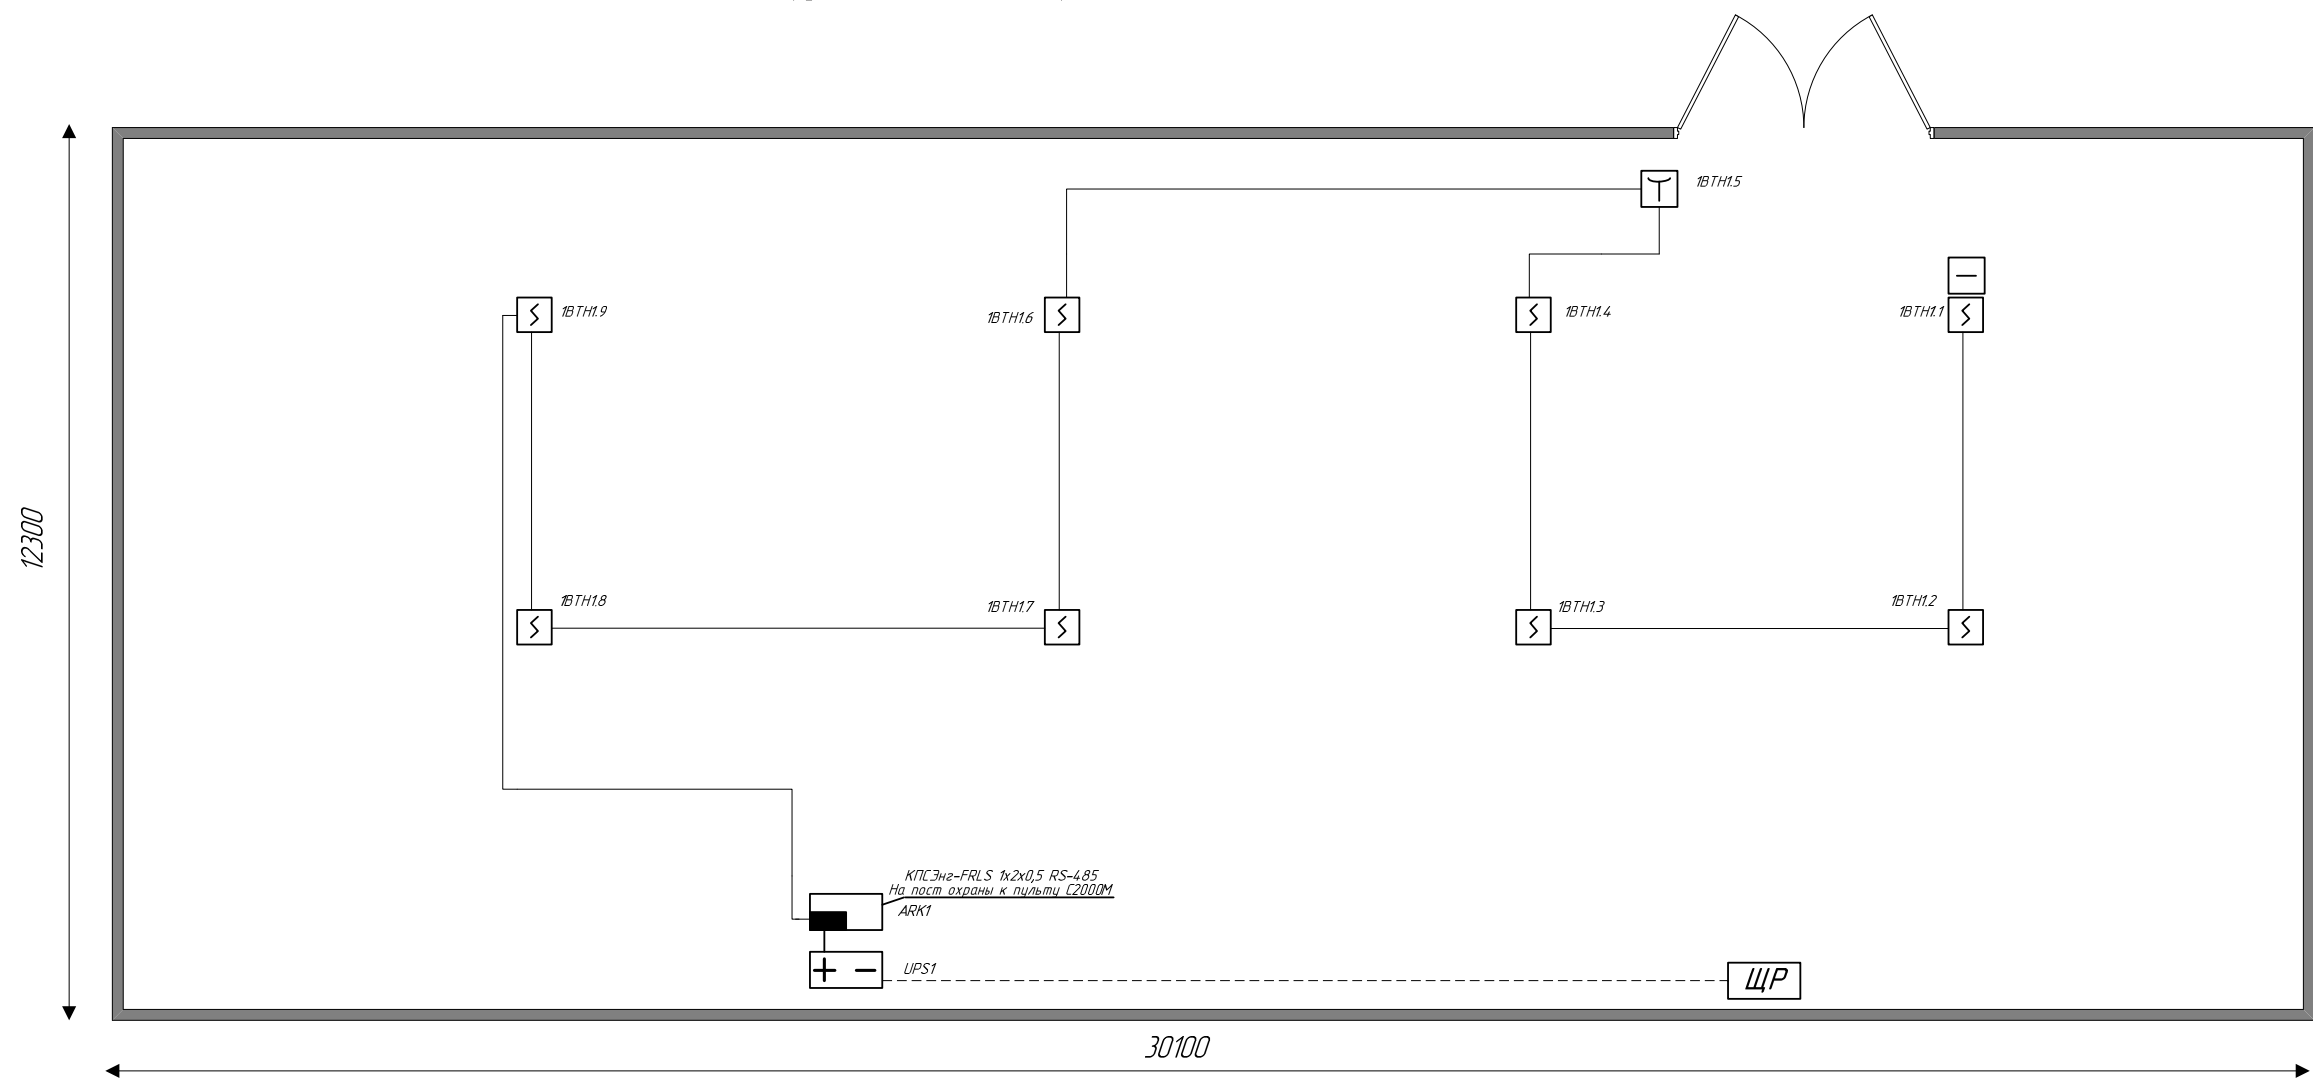 1BTH1.5
1BTH1.9
1BTH1.6
1BTH1.4
1BTH1.1
12300
1BTH1.8
1BTH1.7
1BTH1.3
1BTH1.2
КПСЭнг-FRLS 1x2x0,5 RS-485
На пост охраны к пульту С2000М
ARK1
UPS1
ЩР
30100